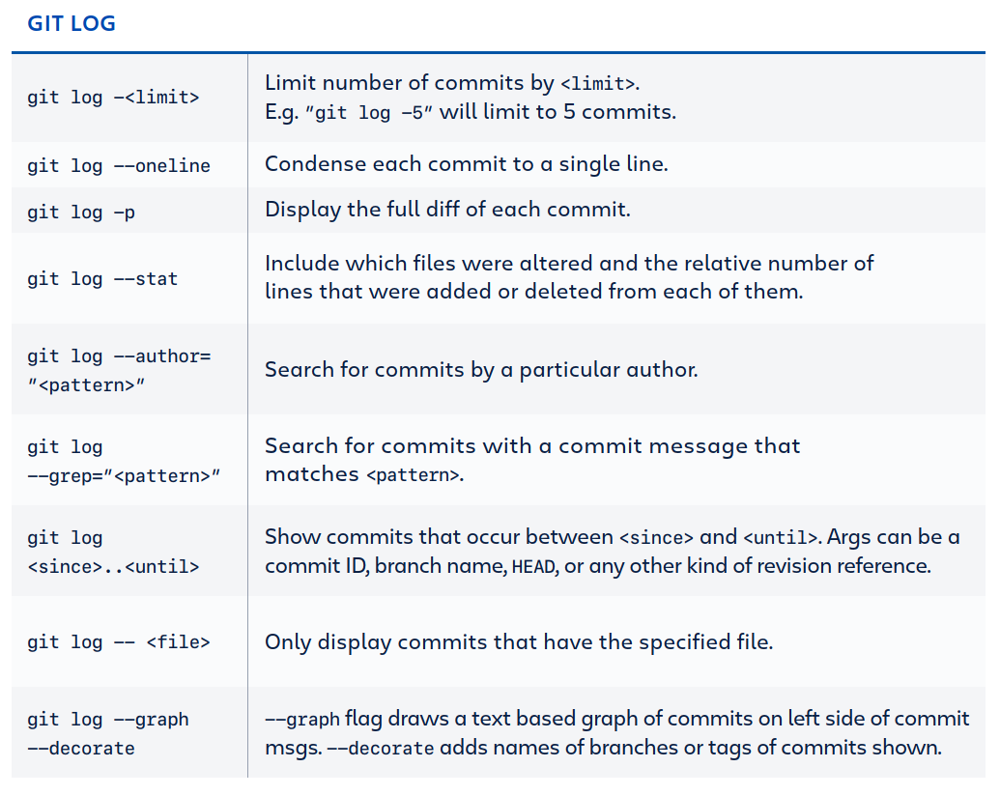 GIT LOG
git log -<limit>
Limit number of commits by <limit>.
E.g. "git log -5" will limit to 5 commits.
git log --oneline
Condense each commit to a single line.
git log -p
Display the full diff of each commit.
git log --stat
Include which files were altered and the relative number of
lines that were added or deleted from each of them.
git log --author=
"<pattern>"
Search for commits by a particular author.
git log
--grep="<pattern>"
Search for commits with a commit message that
matches <pattern>.
git log
<since>..<until>
Show commits that occur between <since> and <until>. Args can be a
commit ID, branch name, HEAD, or any other kind of revision reference.
git log -- <file>
Only display commits that have the specified file.
git log --graph
--decorate
--graph flag draws a text based graph of commits on left side of commit
msgs. --decorate adds names of branches or tags of commits shown.